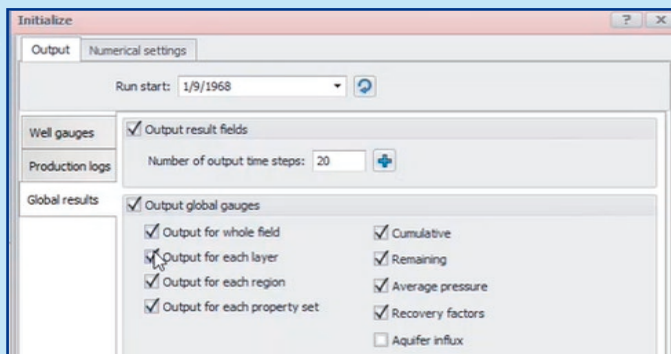 Initialize
Output Numerical settings
Run start: 1/9/1968
Well gauges
Production logs
Global results
Output result fields
Number of output time steps: 20
Output global gauges
Output for whole field
Output for each layer
Output for each region
Output for each property set
Cumulative
Remaining
Average pressure
Recovery factors
Aquifer influx